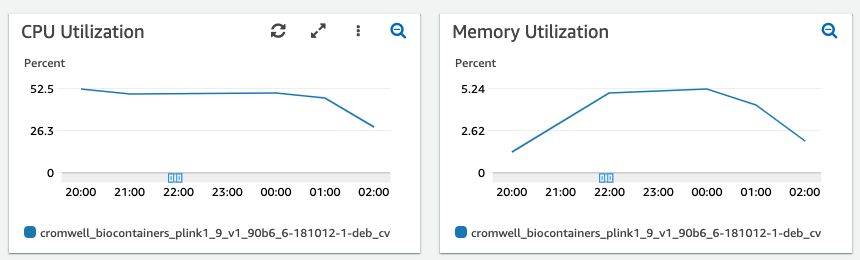 CPU Utilization
Percent
52.5
26.3
0
20:00 21:00 22:00 23:00 00:00 01:00 02:00
cromwell_biocontainers_plink1_9_v1_90b6_6-181012-1-deb_cv
Memory Utilization
Percent
5.24
2.62
0
20:00 21:00 22:00 23:00 00:00 01:00 02:00
cromwell_biocontainers_plink1_9_v1_90b6_6-181012-1-deb_cv